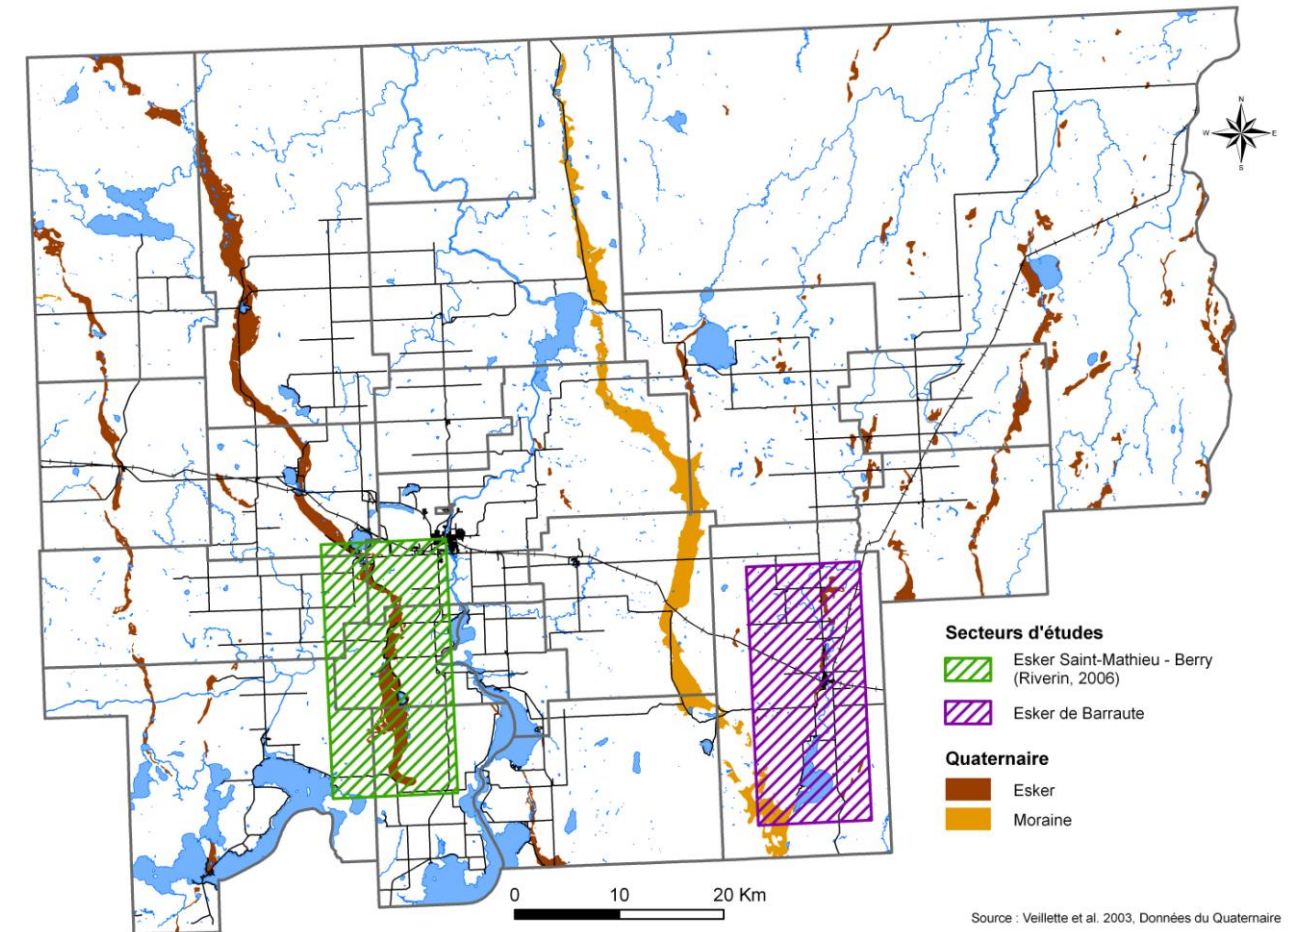 N
W E
S
Secteurs d'études
Esker Saint-Mathieu - Berry
(Riverin, 2006)
Esker de Barraute
Quaternaire
Esker
Moraine
0 10 20 Km
Source : Veillette et al. 2003, Données du Quaternaire